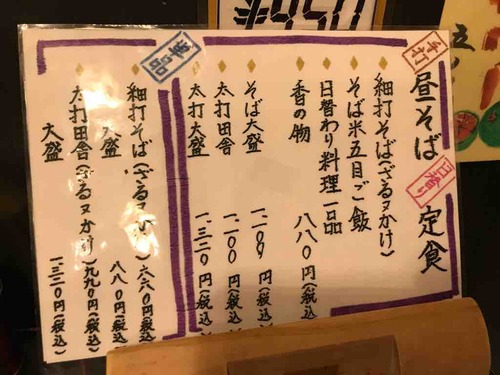 手打
昼そば
日替り
定食
細打そば(ざる又かけ)
そば米五目ご飯
日替わり料理一品
香の物 八八〇円(税込
そば大盛 一.一〇〇円(税込)
太打田舎 一.一〇〇円(税込)
太打大盛 一.三二〇円(税込)
単品
細打そば(ざる又かけ)六六〇円(税込)
大盛 八八〇円(税込)
太打田舎(ざる又かけ)九九〇円(税込)
大盛 一.三二〇円(税込)